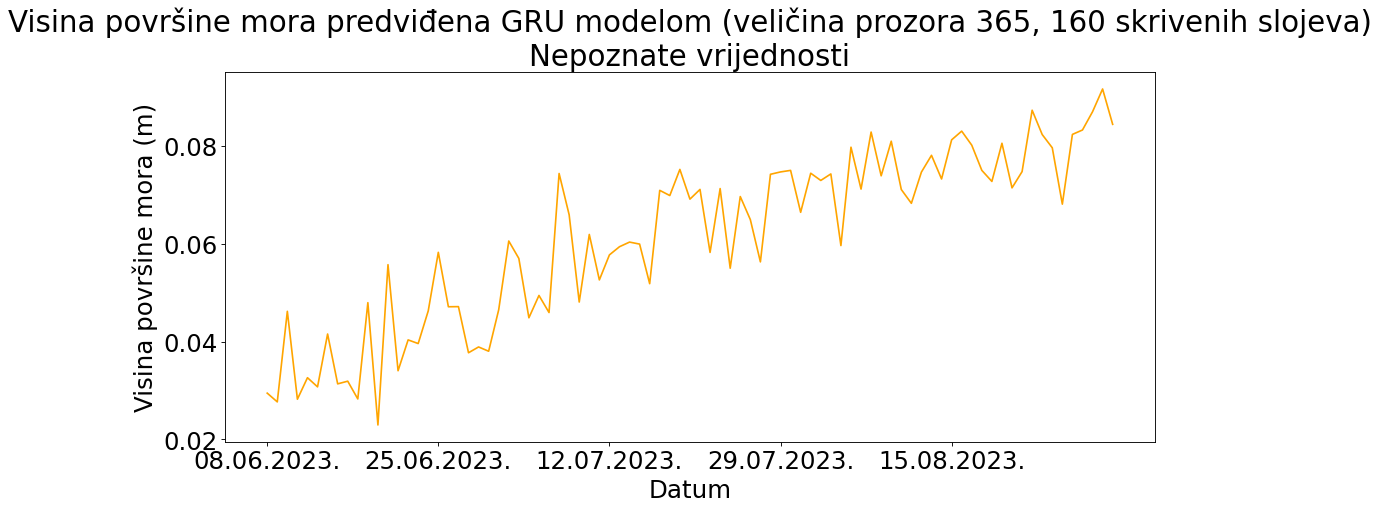 Visina površine mora predviđena GRU modelom (veličina prozora 365, 160 skrivenih slojeva)
Nepoznate vrijednosti
Visina površine mora (m)
0.08
0.06
0.04
0.02
08.06.2023. 25.06.2023. 12.07.2023. 29.07.2023. 15.08.2023.
Datum